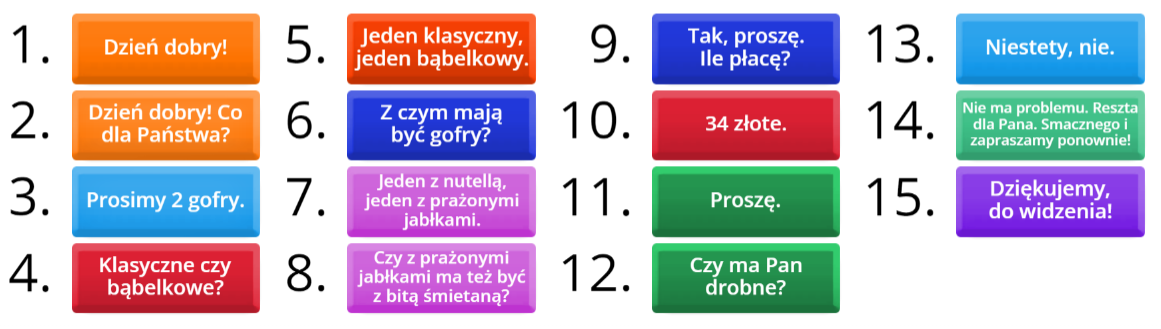 1.
Dzień dobry!
2.
Dzień dobry! Co
dla Państwa?
3.
Prosimy 2 gofry.
4.
Klasyczne czy
bąbelkowe?
5.
Jeden klasyczny,
jeden bąbelkowy.
6.
Z czym mają
być gofry?
7.
Jeden z nutellą,
jeden z prażonymi
jabłkami.
8.
Czy z prażonymi
jabłkami ma też być
z bitą śmietaną?
9.
Tak, proszę.
Ile płacę?
10.
34 złote.
11.
Proszę.
12.
Czy ma Pan
drobne?
13.
Niestety, nie.
14.
Nie ma problemu. Reszta
dla Pana. Smacznego i
zapraszamy ponownie!
15.
Dziękujemy,
do widzenia!